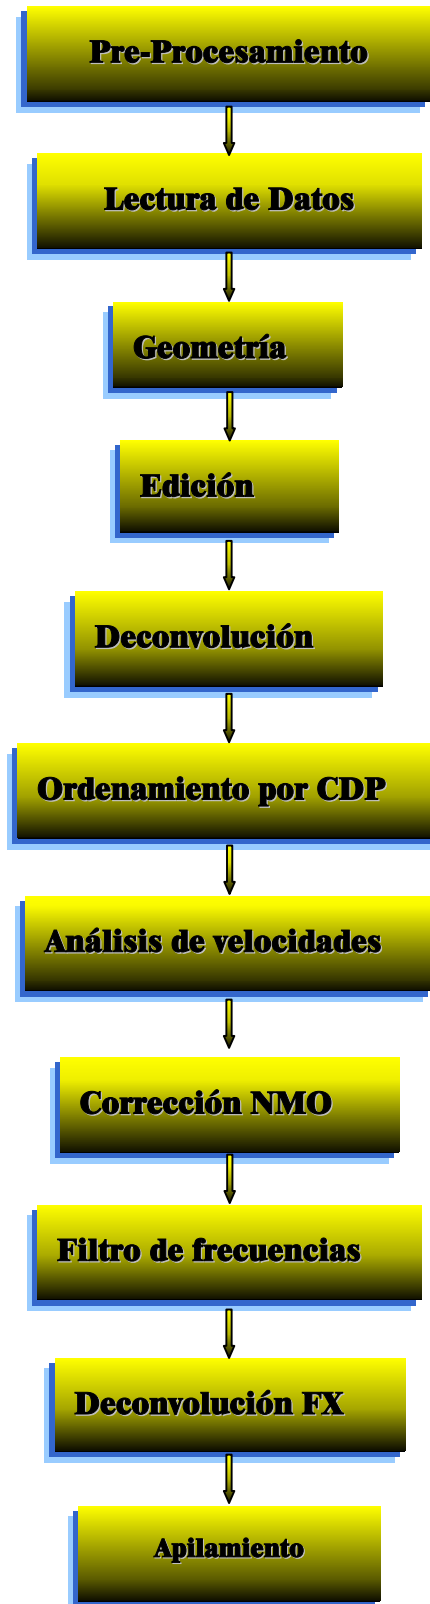 Pre-Procesamiento
Lectura de Datos
Geometría
Edición
Deconvolución
Ordenamiento por CDP
Análisis de velocidades
Corrección NMO
Filtro de frecuencias
Deconvolución FX
Apilamiento